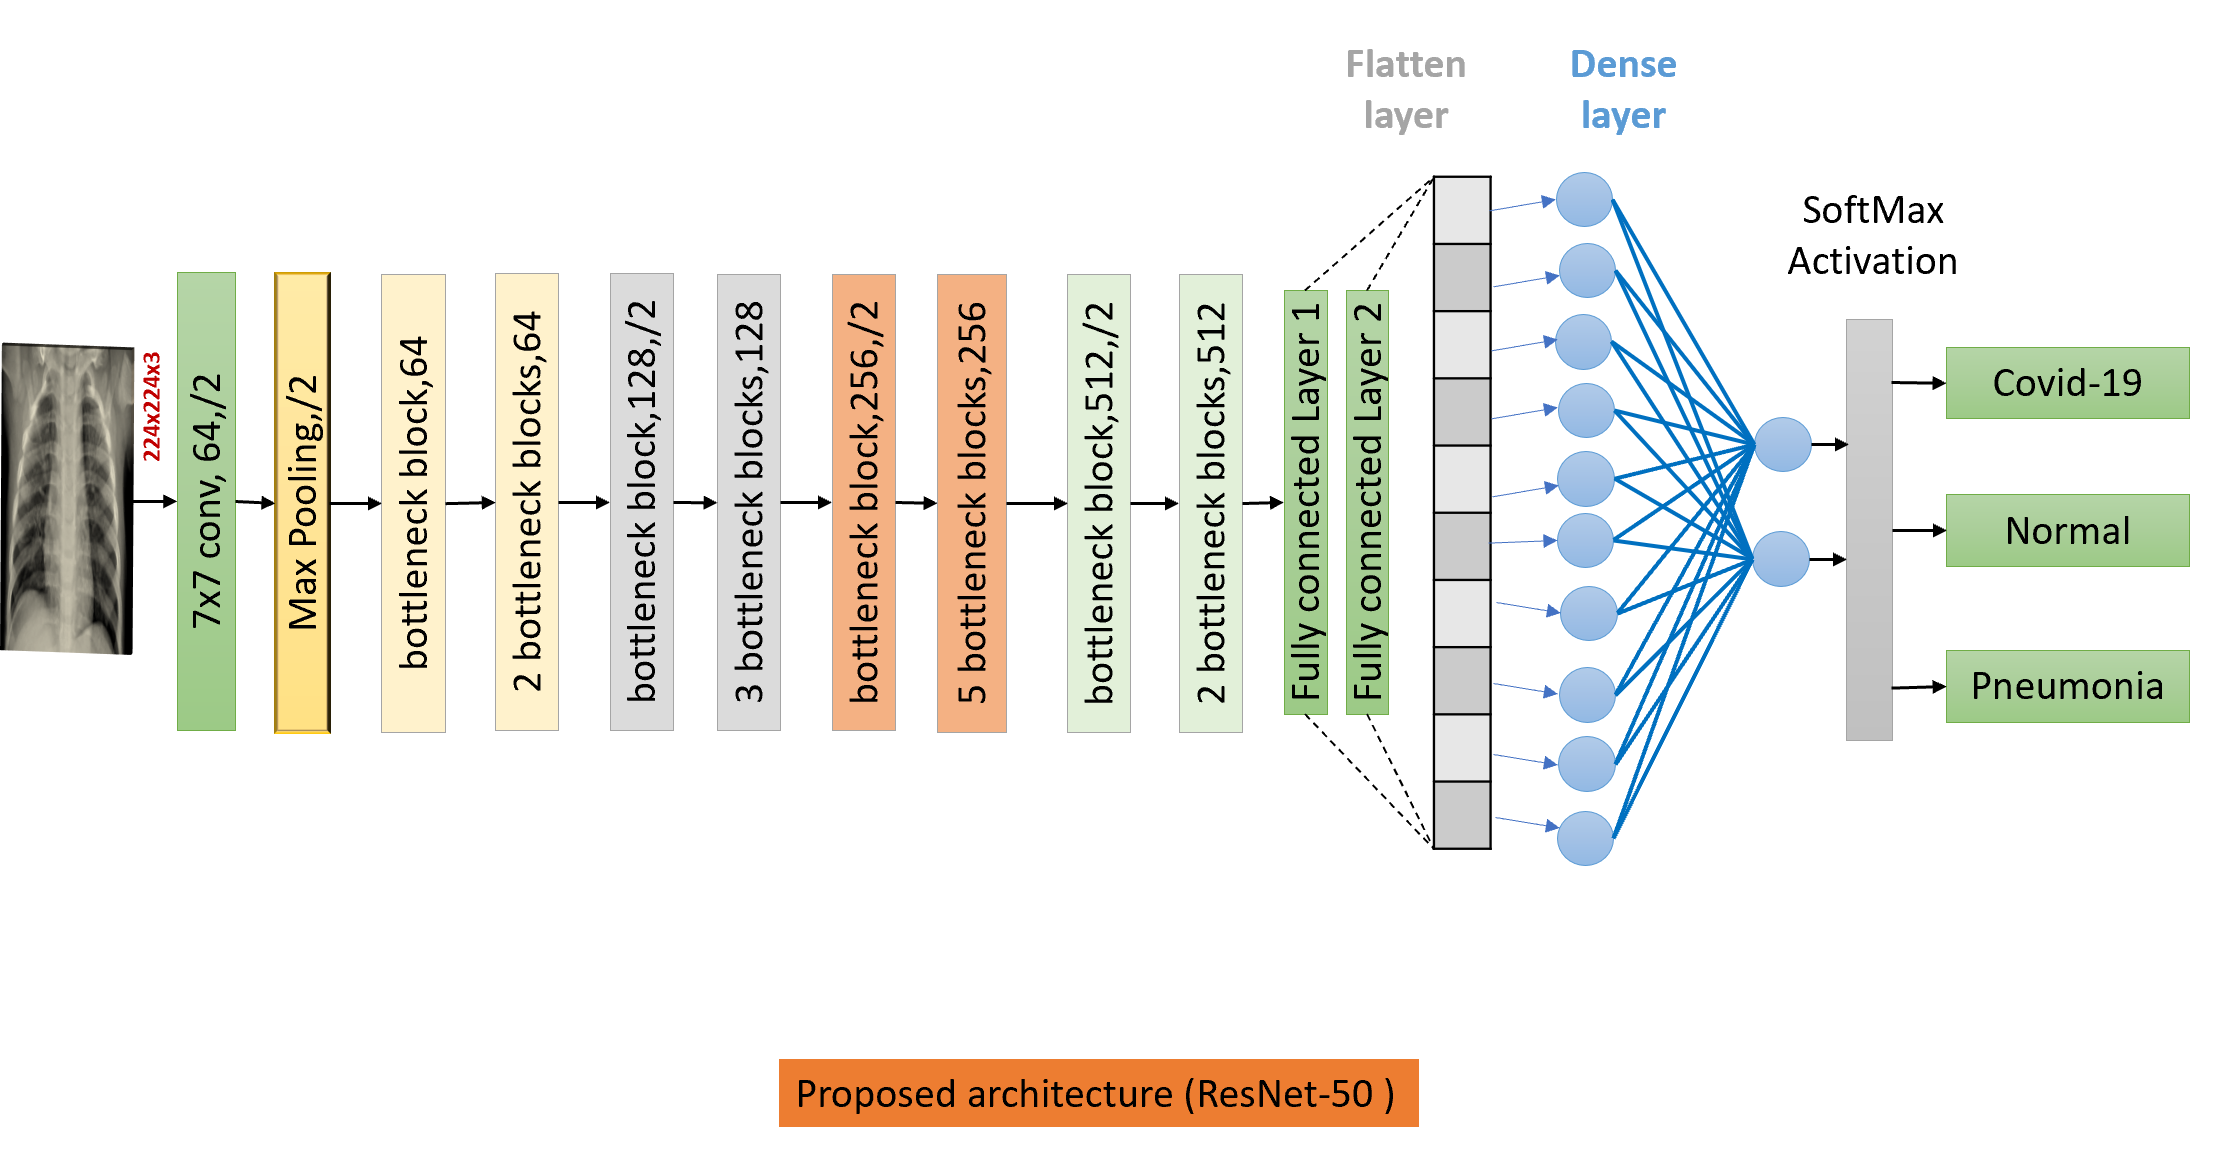 Flatten
layer
Dense
layer
SoftMax
Activation
224x224x3
7x7 conv, 64,/2
Max Pooling,/2
bottleneck block,64
2 bottleneck blocks,64
bottleneck block,128,/2
3 bottleneck blocks,128
bottleneck block,256,/2
5 bottleneck blocks,256
bottleneck block,512,/2
2 bottleneck blocks,512
Fully connected Layer 1
Fully connected Layer 2
Covid-19
Normal
Pneumonia
Proposed architecture (ResNet-50 )